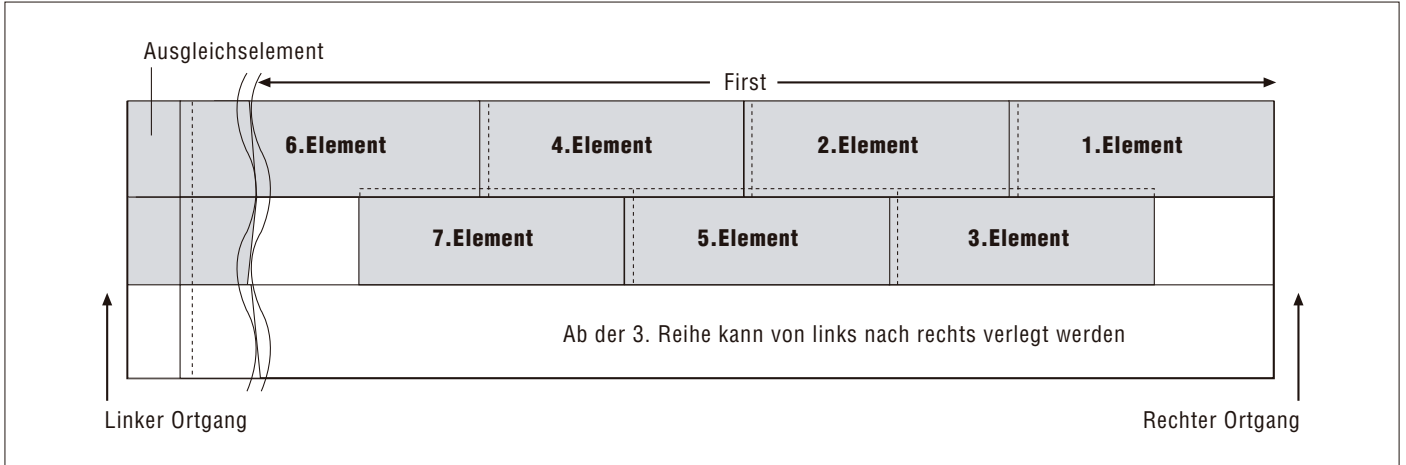 Ausgleichselement
First
6.Element
4.Element
2.Element
1.Element
7.Element
5.Element
3.Element
Ab der 3. Reihe kann von links nach rechts verlegt werden
Linker Ortgang
Rechter Ortgang